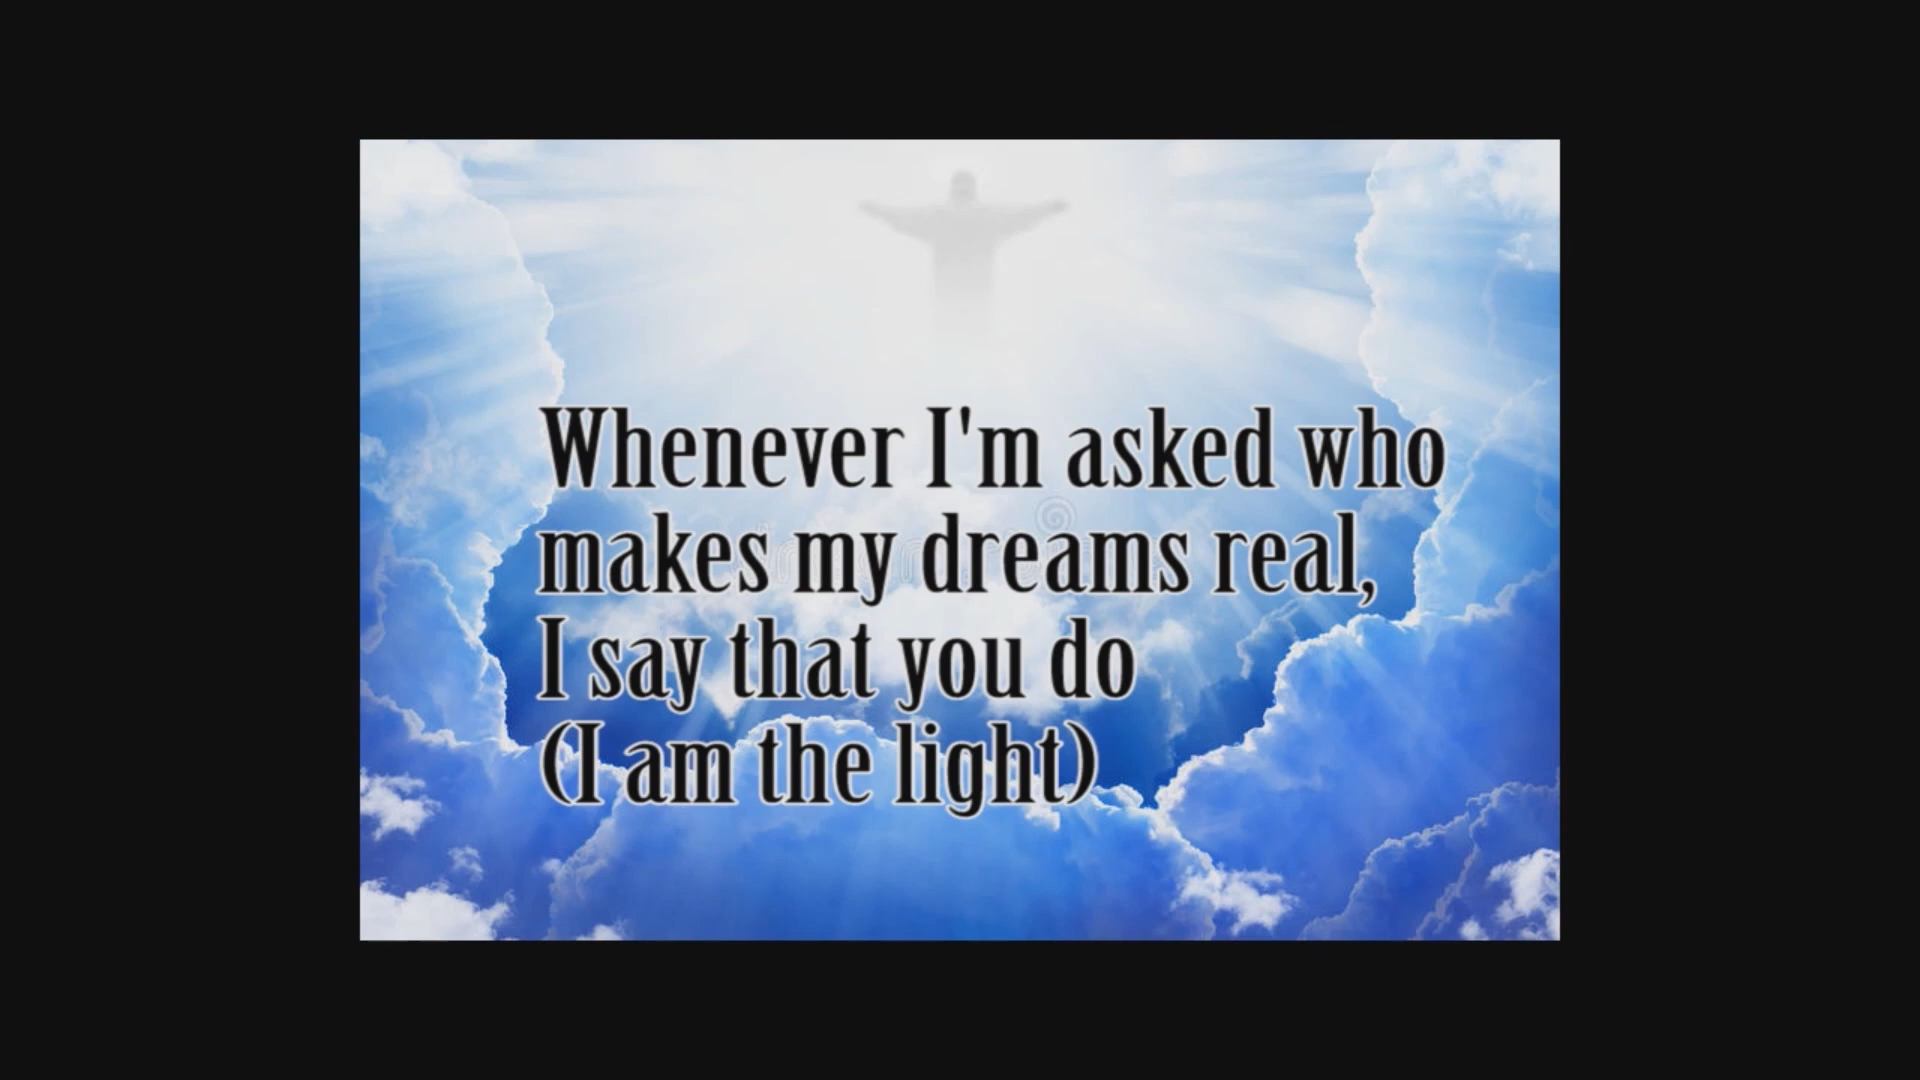 Whenever I'm asked who
makes my dreams real,
I say that you do
(I am the light)